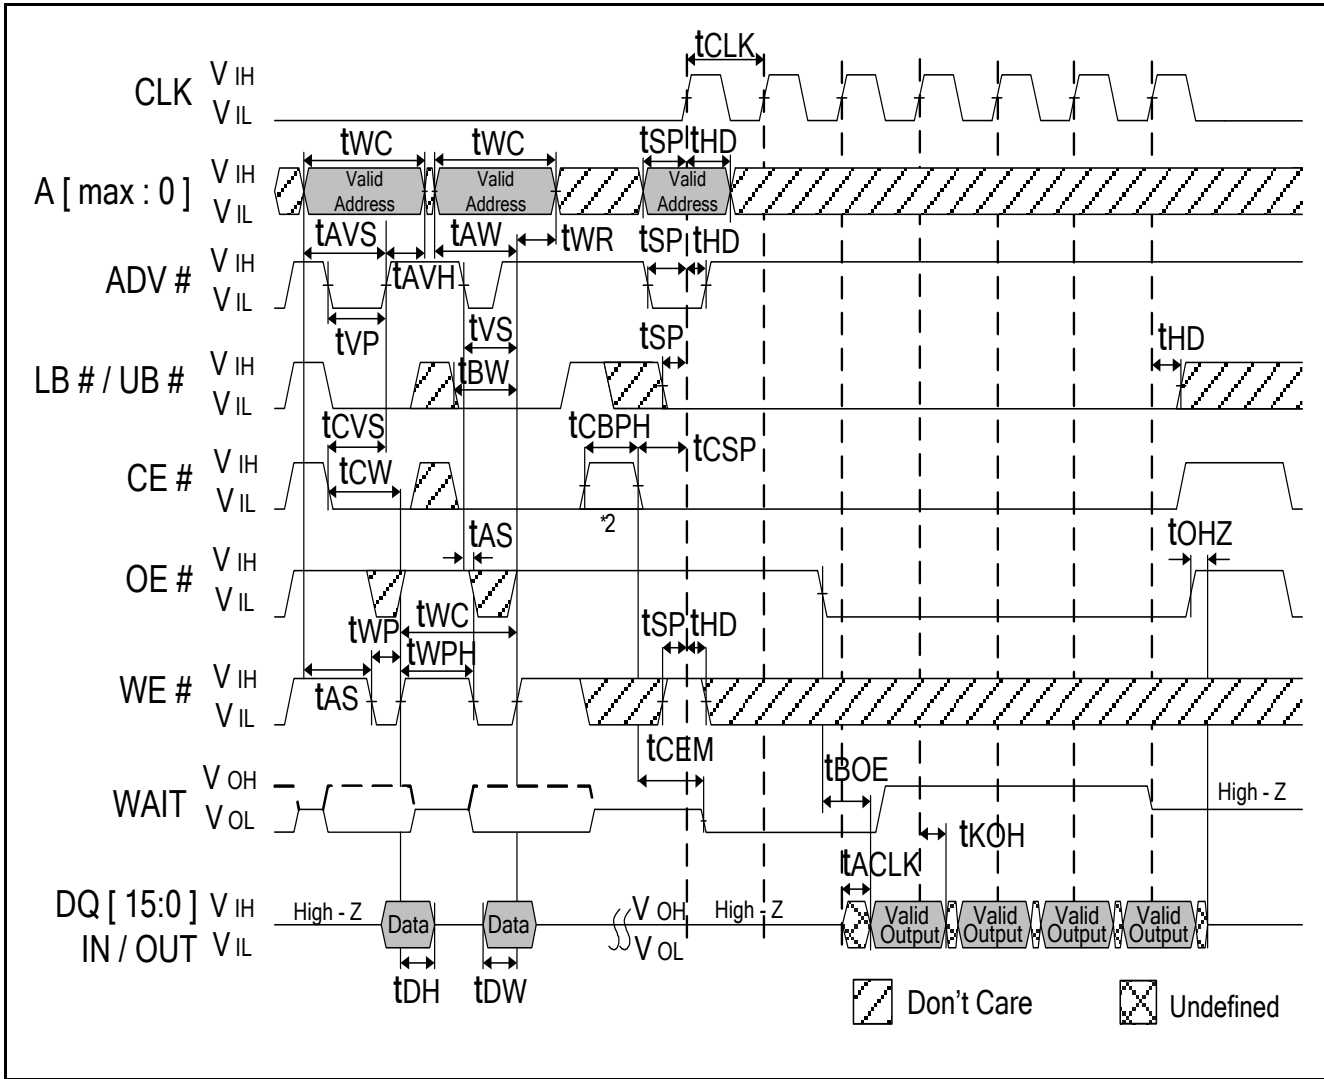 tCLK
CLK
V IH
V IL
tWC
tWC
tSP
tHD
A [ max : 0 ]
V IH
V IL
Valid
Address
Valid
Address
Valid
Address
tAVS
tAW
tWR
tSP
tHD
ADV #
V IH
V IL
tAVH
tVP
tVS
tSP
tHD
LB # / UB #
V IH
V IL
tBW
tCVS
tCBPH
tCSP
CE #
V IH
V IL
tCW
*2
tAS
tOHZ
OE #
V IH
V IL
tWP
tWC
tSP
tHD
tWPH
WE #
V IH
V IL
tAS
tCEM
tBOE
WAIT
V OH
V OL
High - Z
tKOH
tACLK
DQ [ 15:0 ]
IN / OUT
V IH
V IL
High - Z
Data
Data
V OH
V OL
High - Z
Valid
Output
Valid
Output
Valid
Output
Valid
Output
tDH
tDW
Don't Care
Undefined